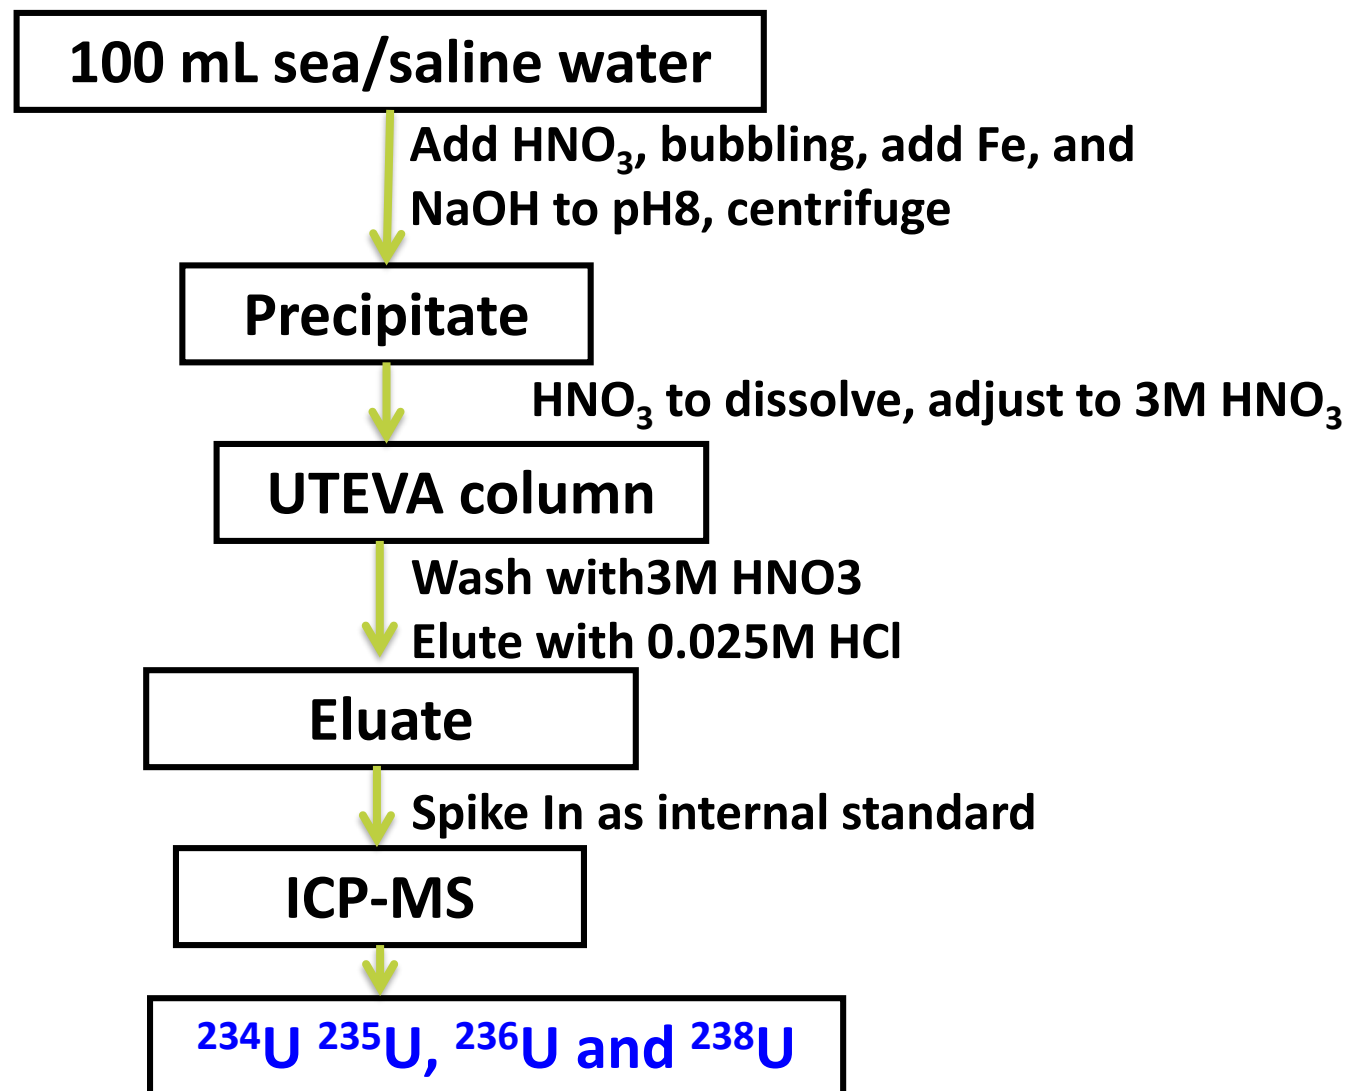 100 mL sea/saline water
Add HNO₃, bubbling, add Fe, and
NaOH to pH8, centrifuge
Precipitate
HNO₃ to dissolve, adjust to 3M HNO₃
UTEVA column
Wash with3M HNO3
Elute with 0.025M HCl
Eluate
Spike In as internal standard
ICP-MS
²³⁴U ²³⁵U, ²³⁶U and ²³⁸U